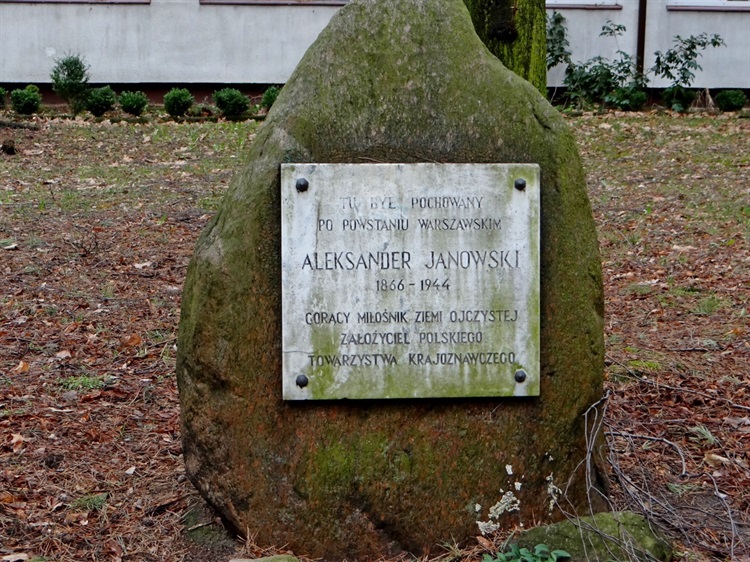 TU BYŁ POCHOWANY
PO POWSTANIU WARSZAWSKIM
ALEKSANDER JANOWSKI
1866 - 1944
GORĄCY MIŁOŚNIK ZIEMI OJCZYSTEJ
ZAŁOŻYCIEL POLSKIEGO
TOWARZYSTWA KRAJOZNAWCZEGO